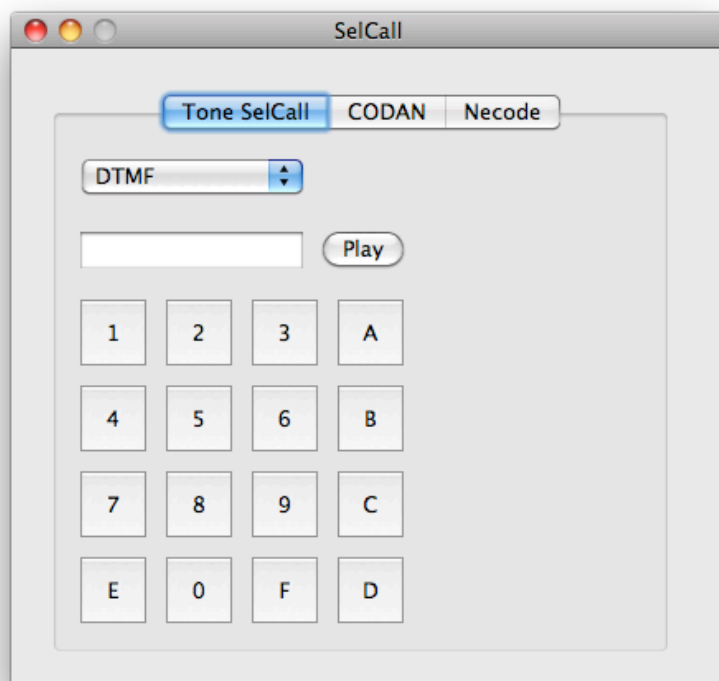 SelCall
Tone SelCall CODAN Necode
DTMF
Play
1 2 3 A
4 5 6 B
7 8 9 C
E 0 F D